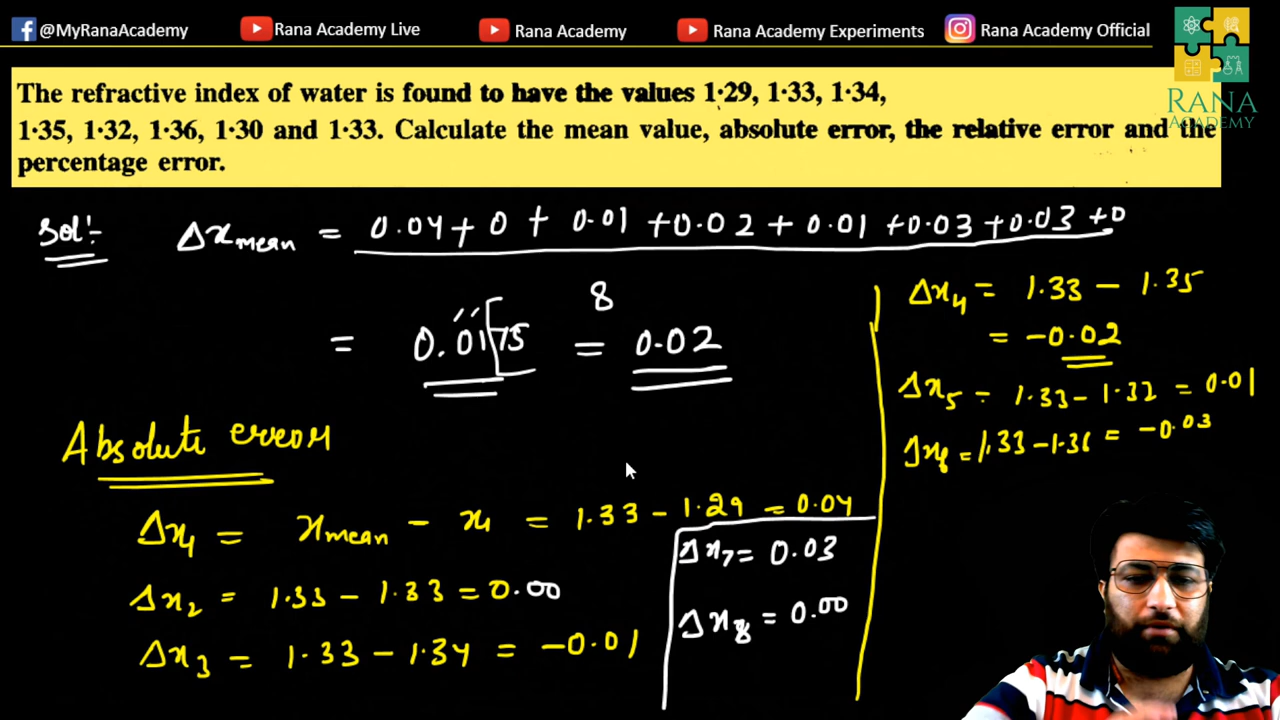 @MyRanaAcademy Rana Academy Live Rana Academy Rana Academy Experiments Rana Academy Official
RANA
ACADEMY
The refractive index of water is found to have the values 1·29, 1·33, 1·34,
1·35, 1·32, 1·36, 1·30 and 1·33. Calculate the mean value, absolute error, the relative error and the
percentage error.
Sol:- Δx mean = 0.04 + 0 + 0.01 + 0.02 + 0.01 + 0.03 + 0.03 + 0
8
= 0.0175 = 0.02
Absolute error
Δx1 = xmean - x1 = 1.33 - 1.29 = 0.04
Δx2 = 1.33 - 1.33 = 0.00
Δx3 = 1.33 - 1.34 = -0.01
Δx7 = 0.03
Δx8 = 0.00
Δx4 = 1.33 - 1.35
= -0.02
Δx5 = 1.33 - 1.32 = 0.01
Δx6 = 1.33 - 1.36 = -0.03